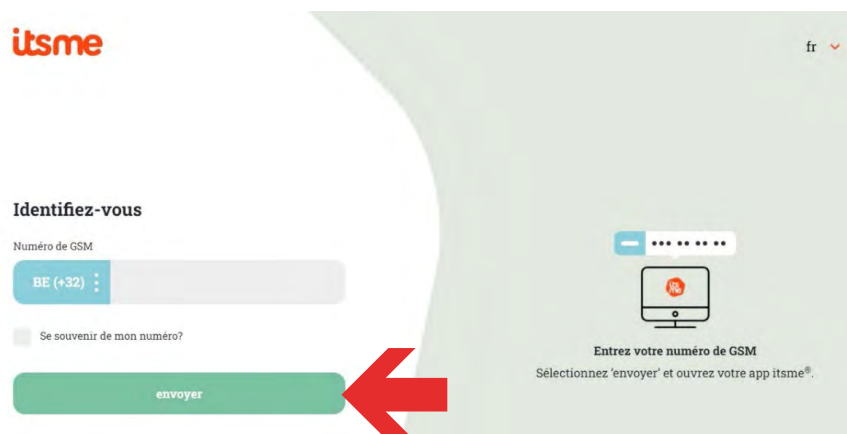 itsme
fr
Identifiez-vous
Numéro de GSM
BE (+32)
Se souvenir de mon numéro?
envoyer
Entrez votre numéro de GSM
Sélectionnez 'envoyer' et ouvrez votre app itsme®.